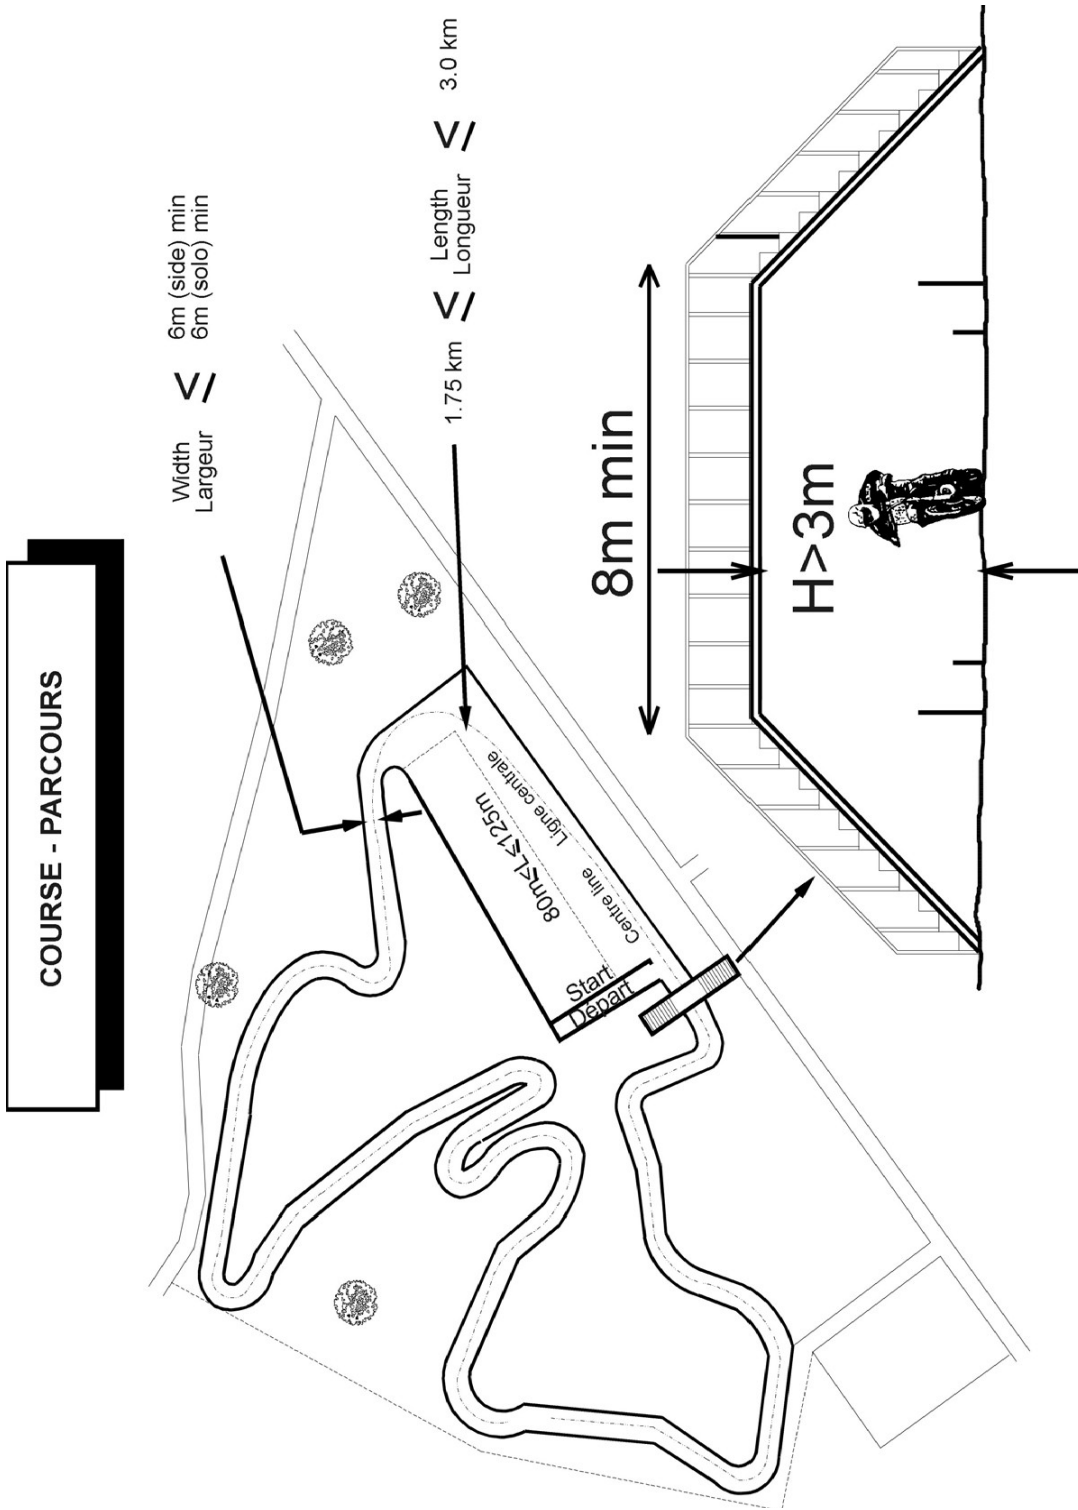 COURSE - PARCOURS
Width
Largeur
≤
6m (side) min
6m (solo) min
1.75 km
≤
Length
Longueur
≤
3.0 km
80m≤L≤125m
Ligne centrale
Centre line
Start
Départ
8m min
H>3m